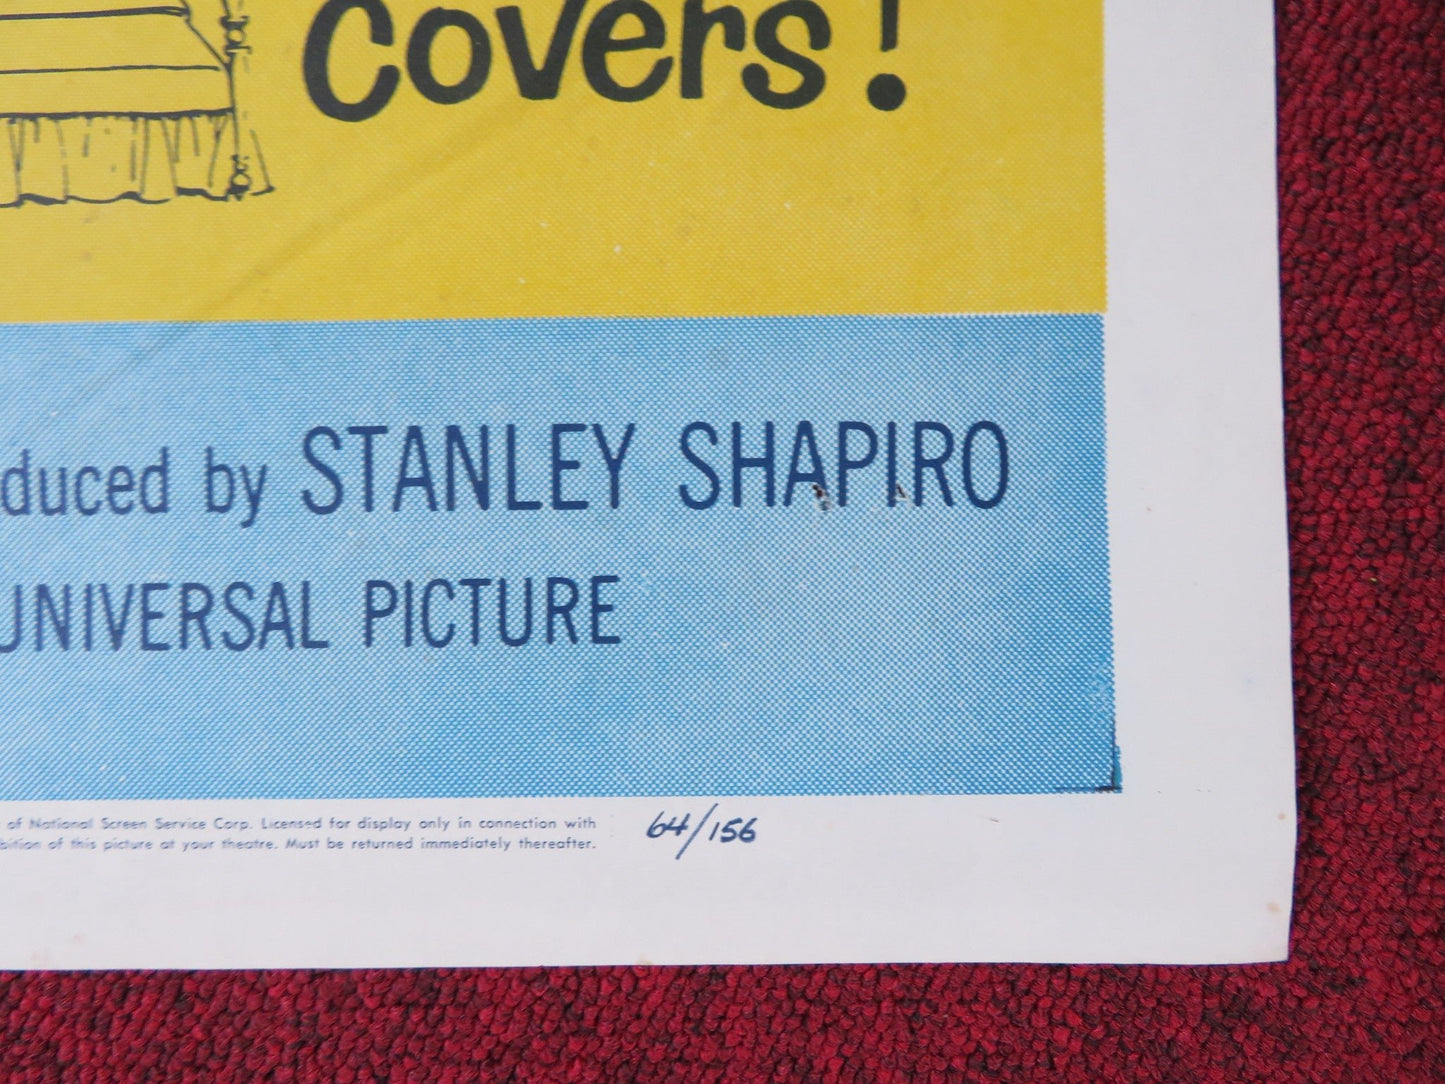 Covers!
duced by STANLEY SHAPIRO
UNIVERSAL PICTURE
of National Screen Service Corp. Licensed for display only in connection with
bition of this picture at your theatre. Must be returned immediately thereafter.
64/156